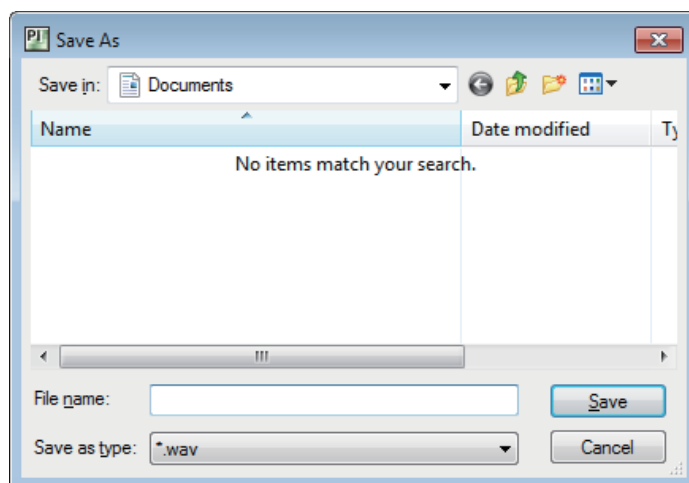 PJ Save As
Save in: Documents
Name Date modified Ty
No items match your search.
File name: Save
Save as type: *.wav Cancel